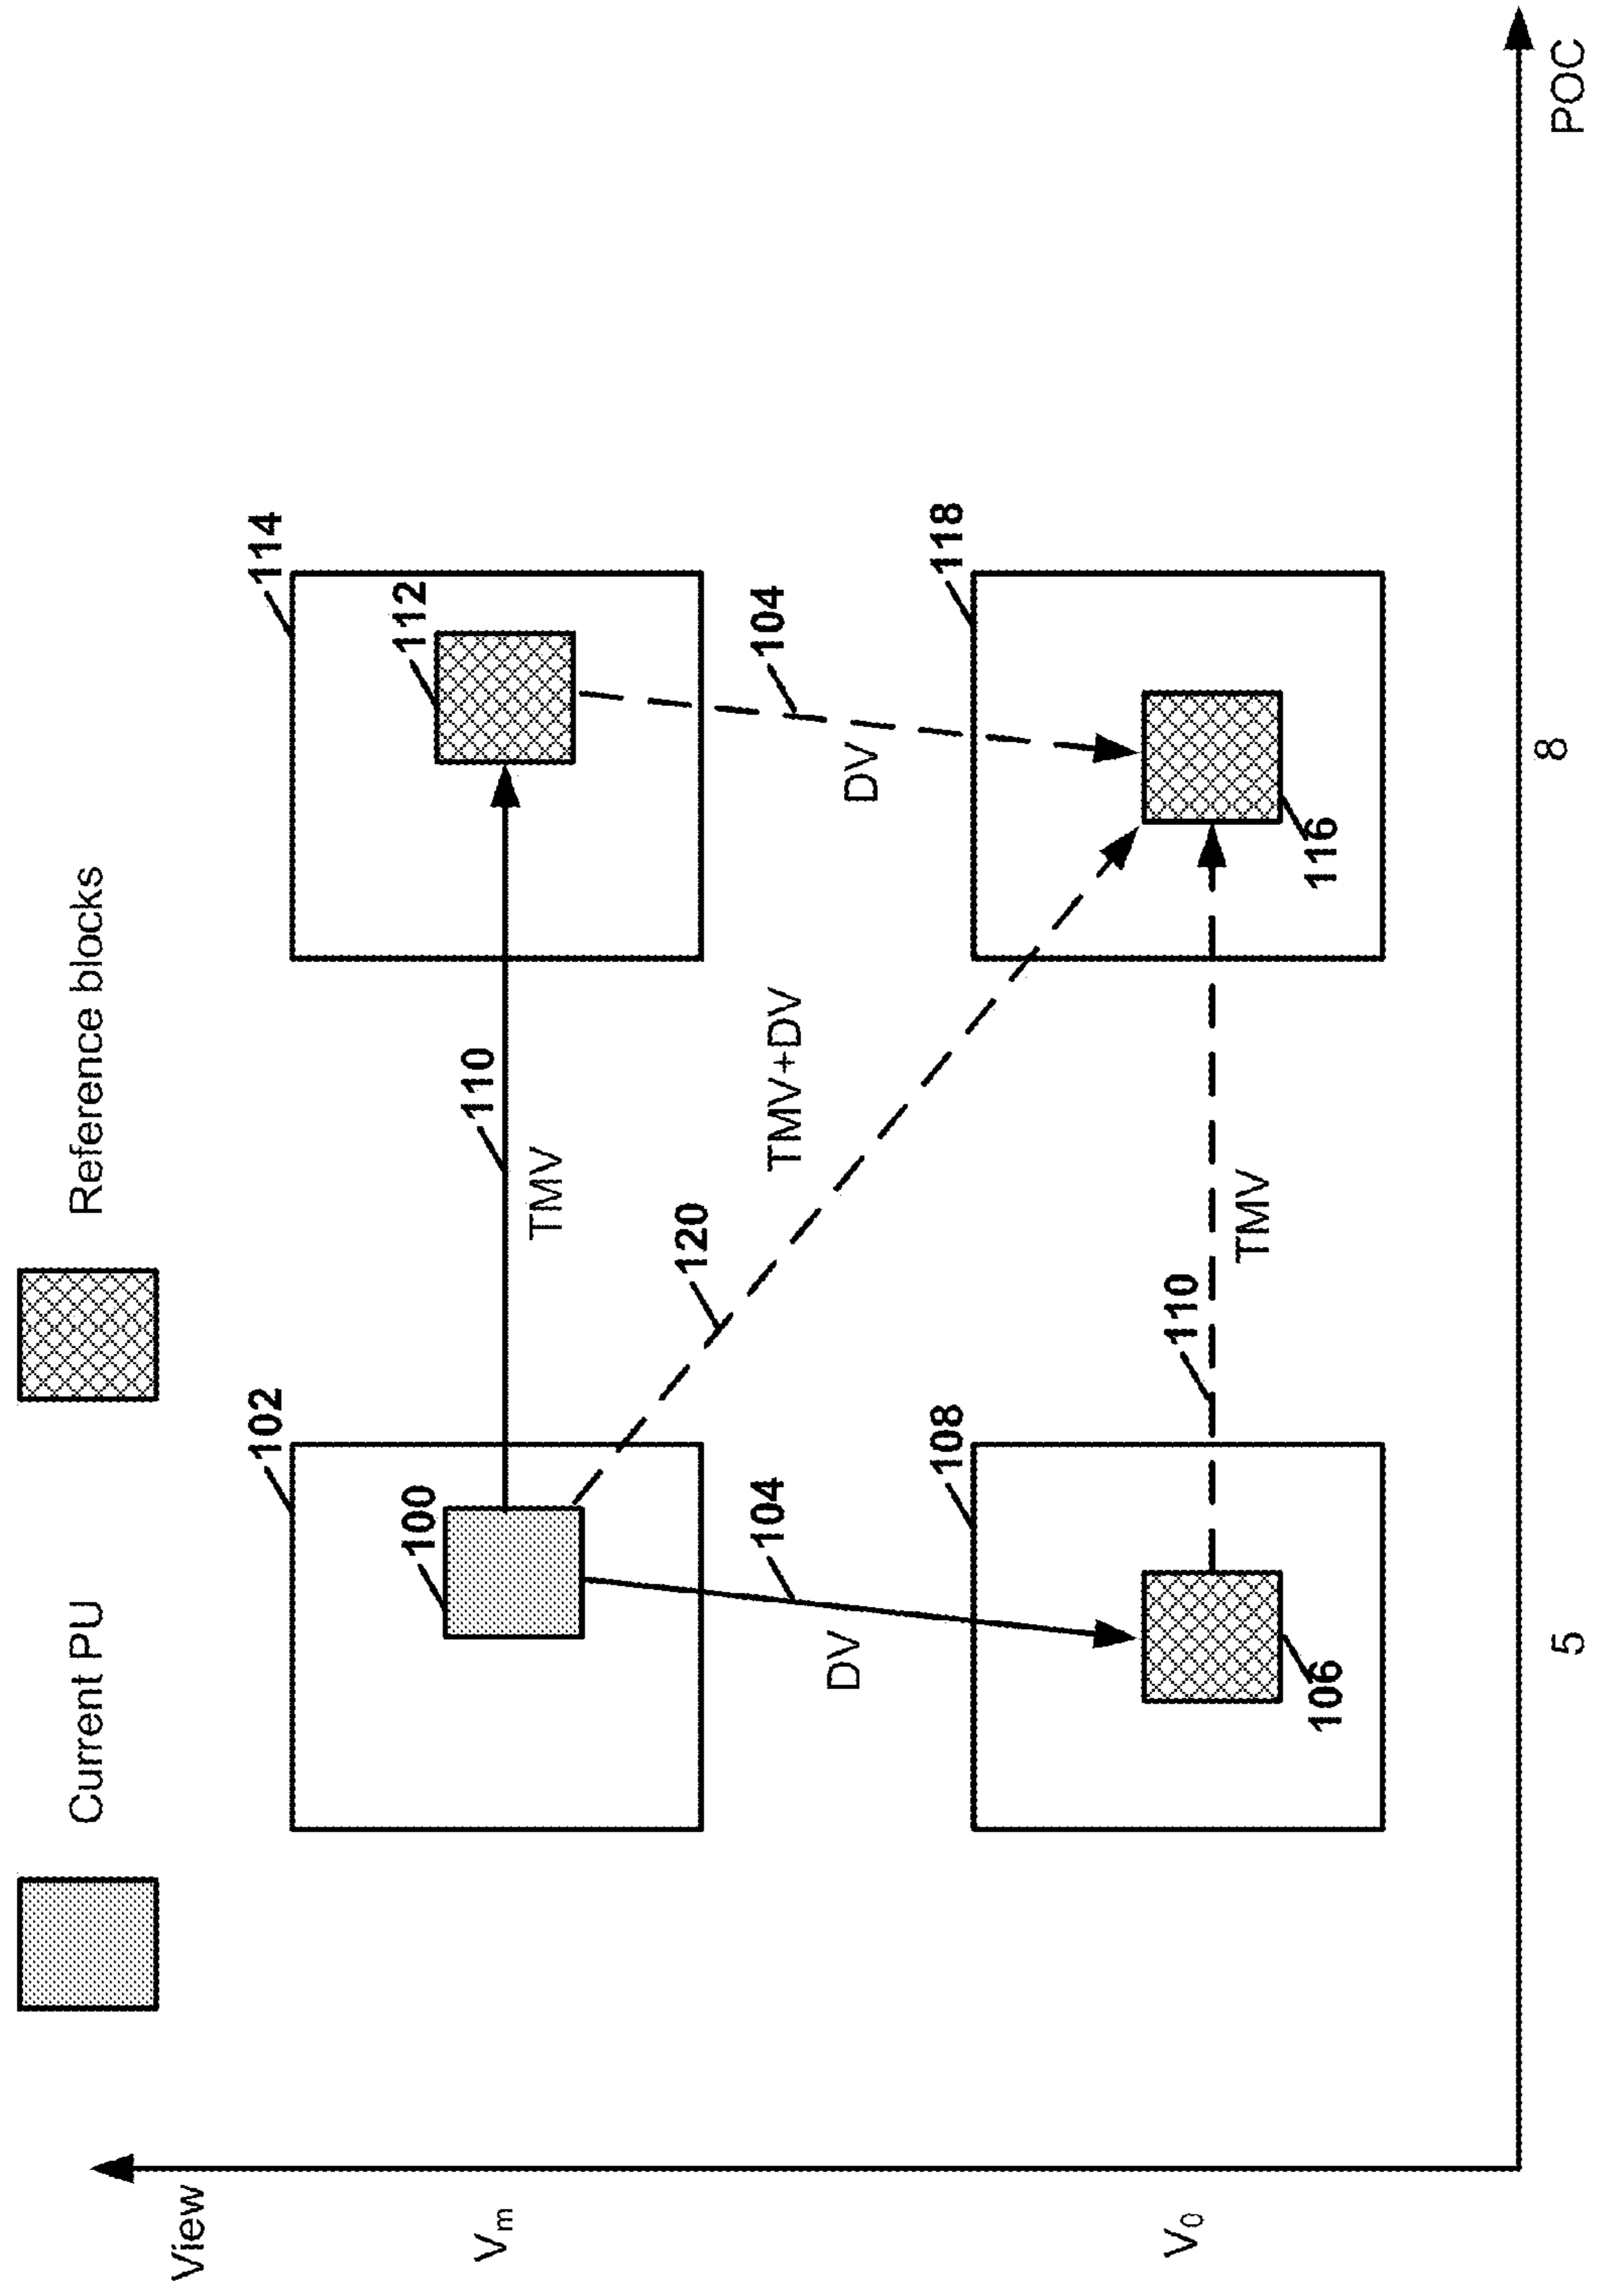 Current PU
Reference blocks
View
102
114
100
112
110
Vm
TMV
120
104
TMV+DV
104
DV
DV
108
118
110
V0
TMV
106
116
5
8
POC